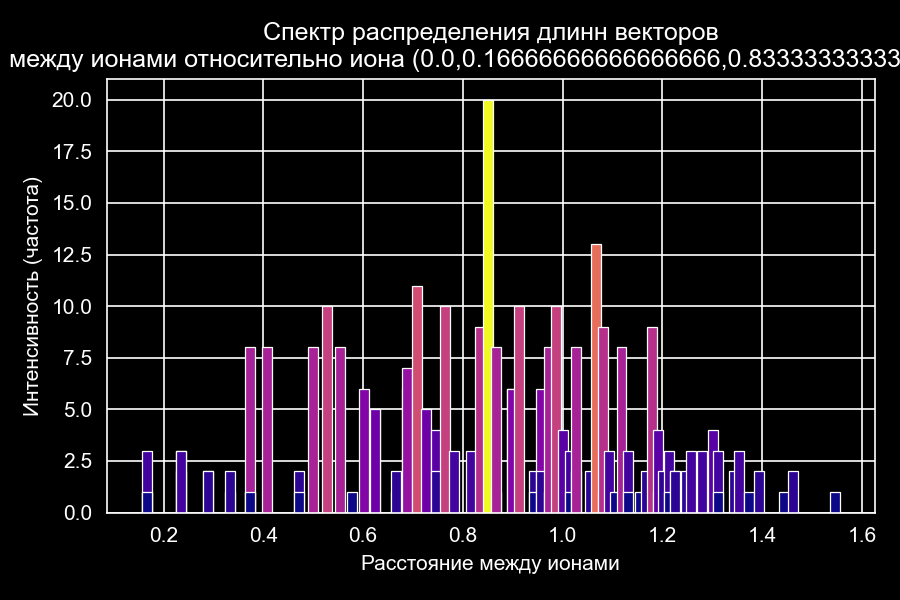 Спектр распределения длинн векторов
между ионами относительно иона (0.0,0.16666666666666666,0.83333333333
20.0
17.5
15.0
12.5
10.0
7.5
5.0
2.5
0.0
Интенсивность (частота)
0.2 0.4 0.6 0.8 1.0 1.2 1.4 1.6
Расстояние между ионами